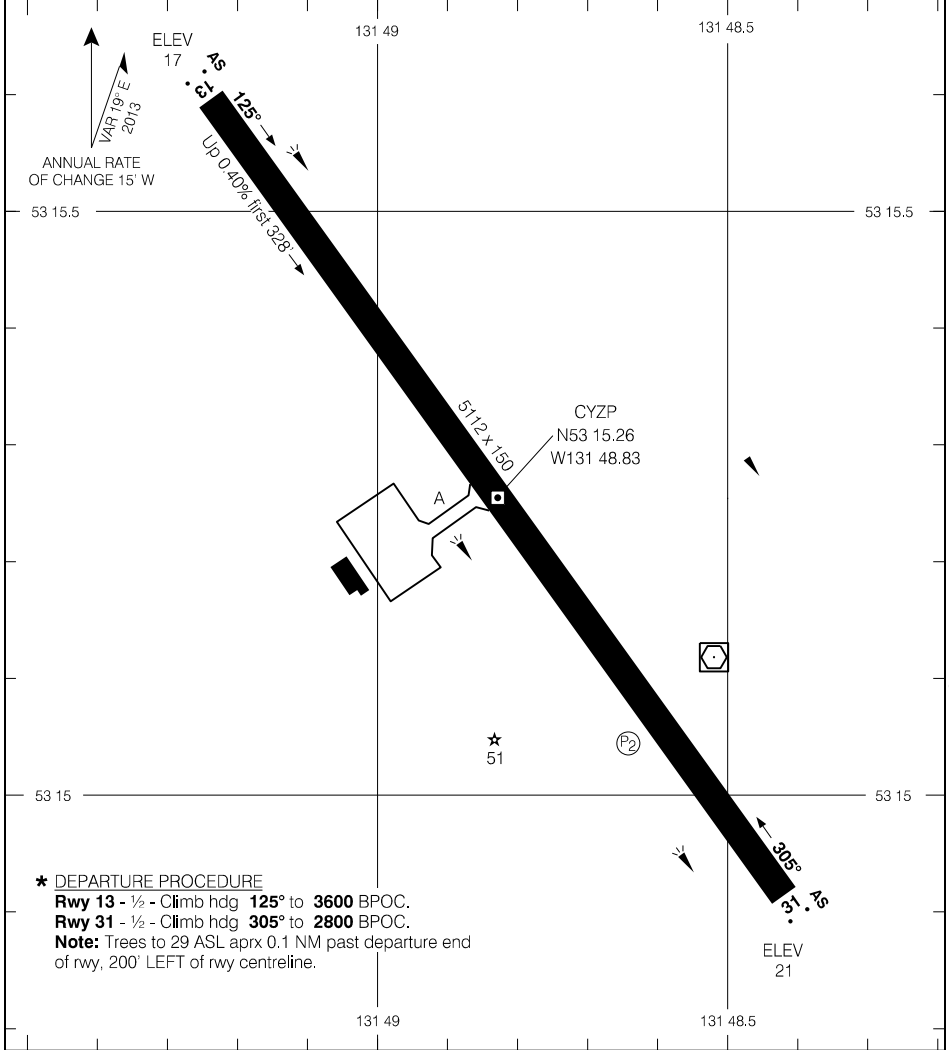 131 49
131 48.5
ELEV
17
AS
13
125°
VAR 19° E
2013
ANNUAL RATE
OF CHANGE 15' W
Up 0.40% first 328'
53 15.5
53 15.5
5112 x 150
CYZP
N53 15.26
W131 48.83
A
51
P2
53 15
53 15
305°
31
AS
ELEV
21
* DEPARTURE PROCEDURE
Rwy 13 - ½ - Climb hdg 125° to 3600 BPOC.
Rwy 31 - ½ - Climb hdg 305° to 2800 BPOC.
Note: Trees to 29 ASL aprx 0.1 NM past departure end
of rwy, 200' LEFT of rwy centreline.
131 49
131 48.5